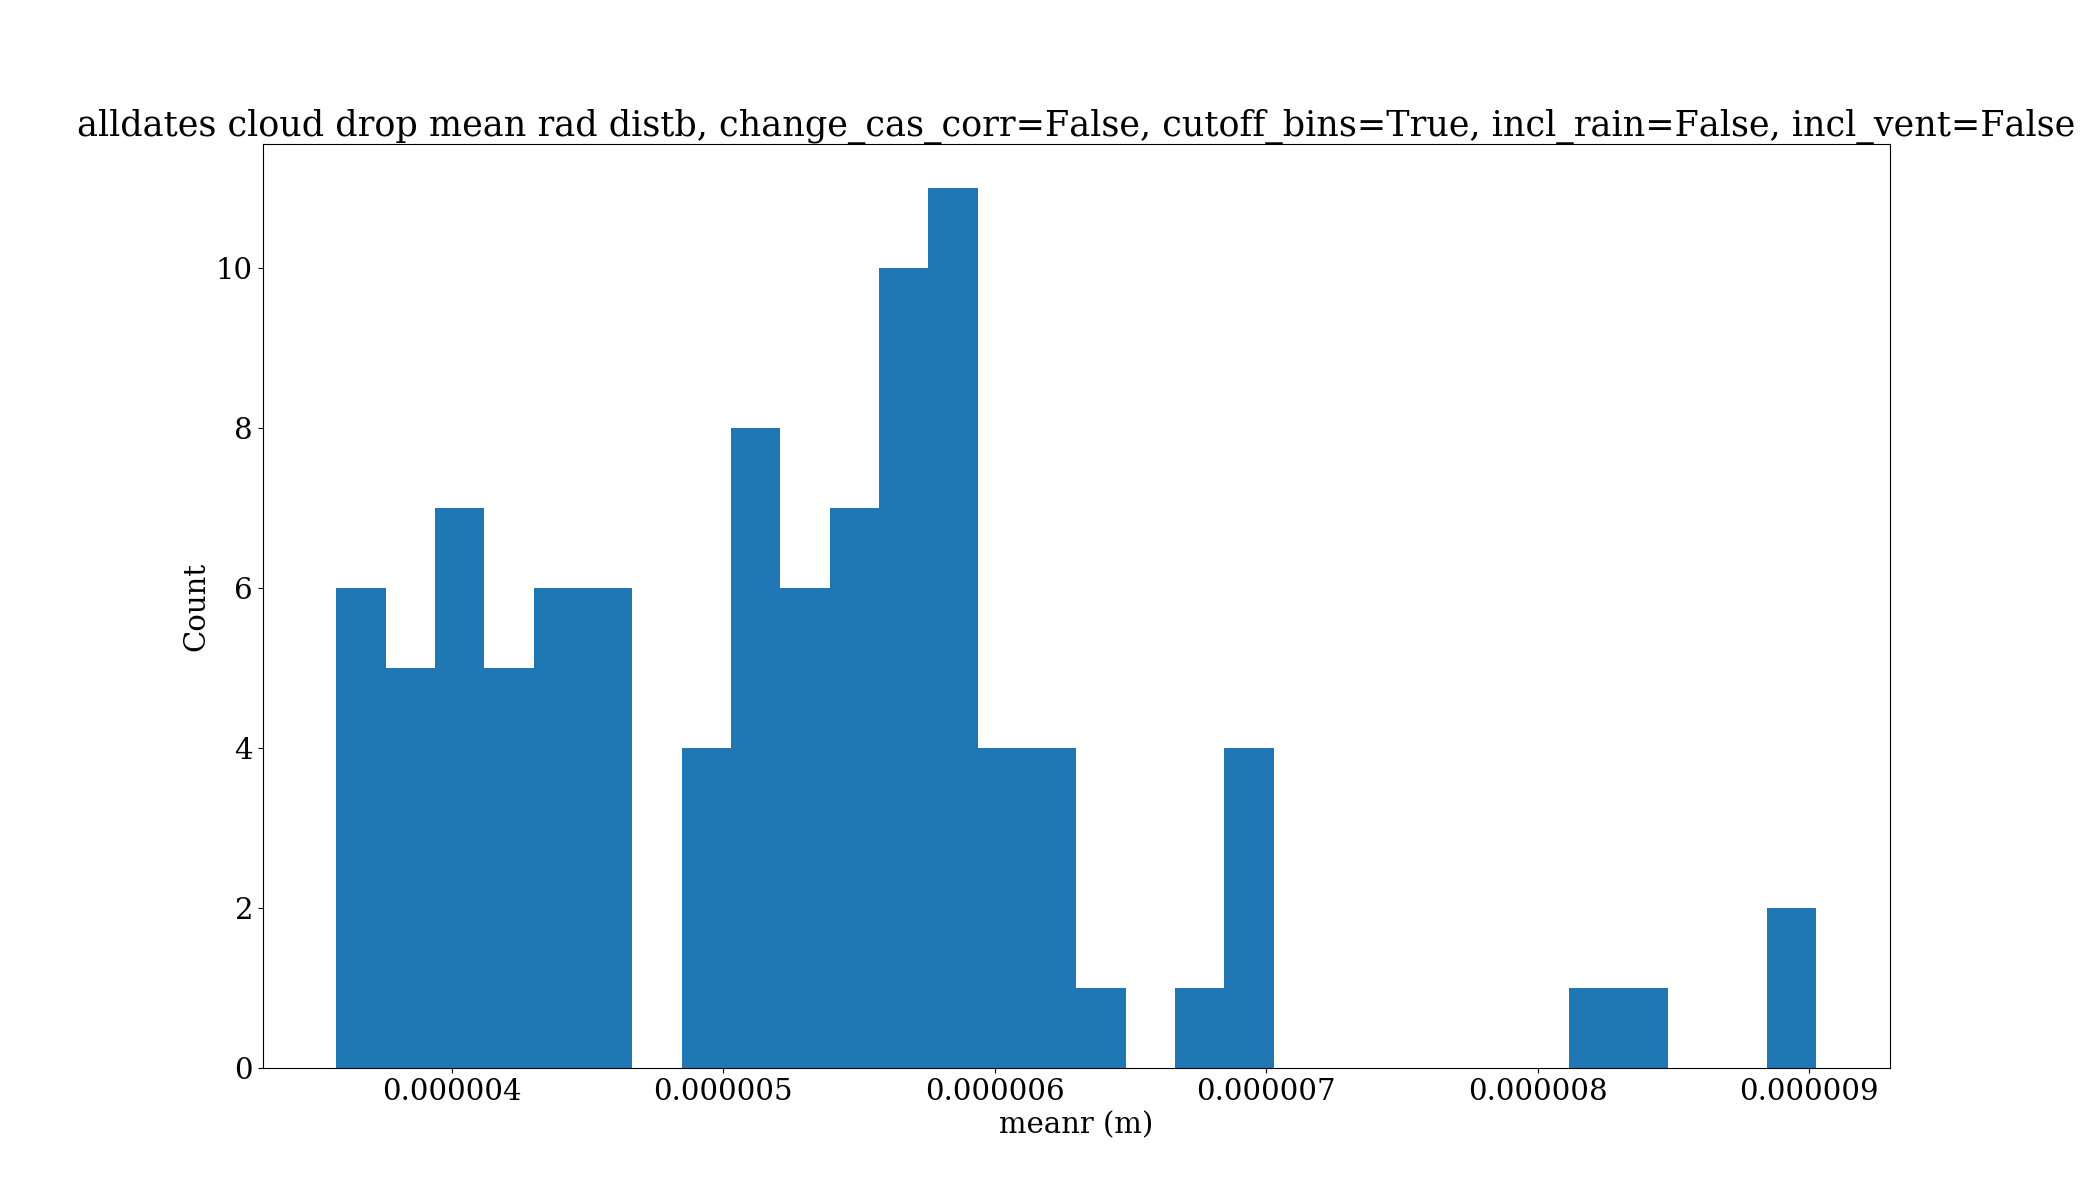 alldates cloud drop mean rad distb, change_cas_corr=False, cutoff_bins=True, incl_rain=False, incl_vent=False
10
8
6
4
2
0
Count
0.000004 0.000005 0.000006 0.000007 0.000008 0.000009
meanr (m)